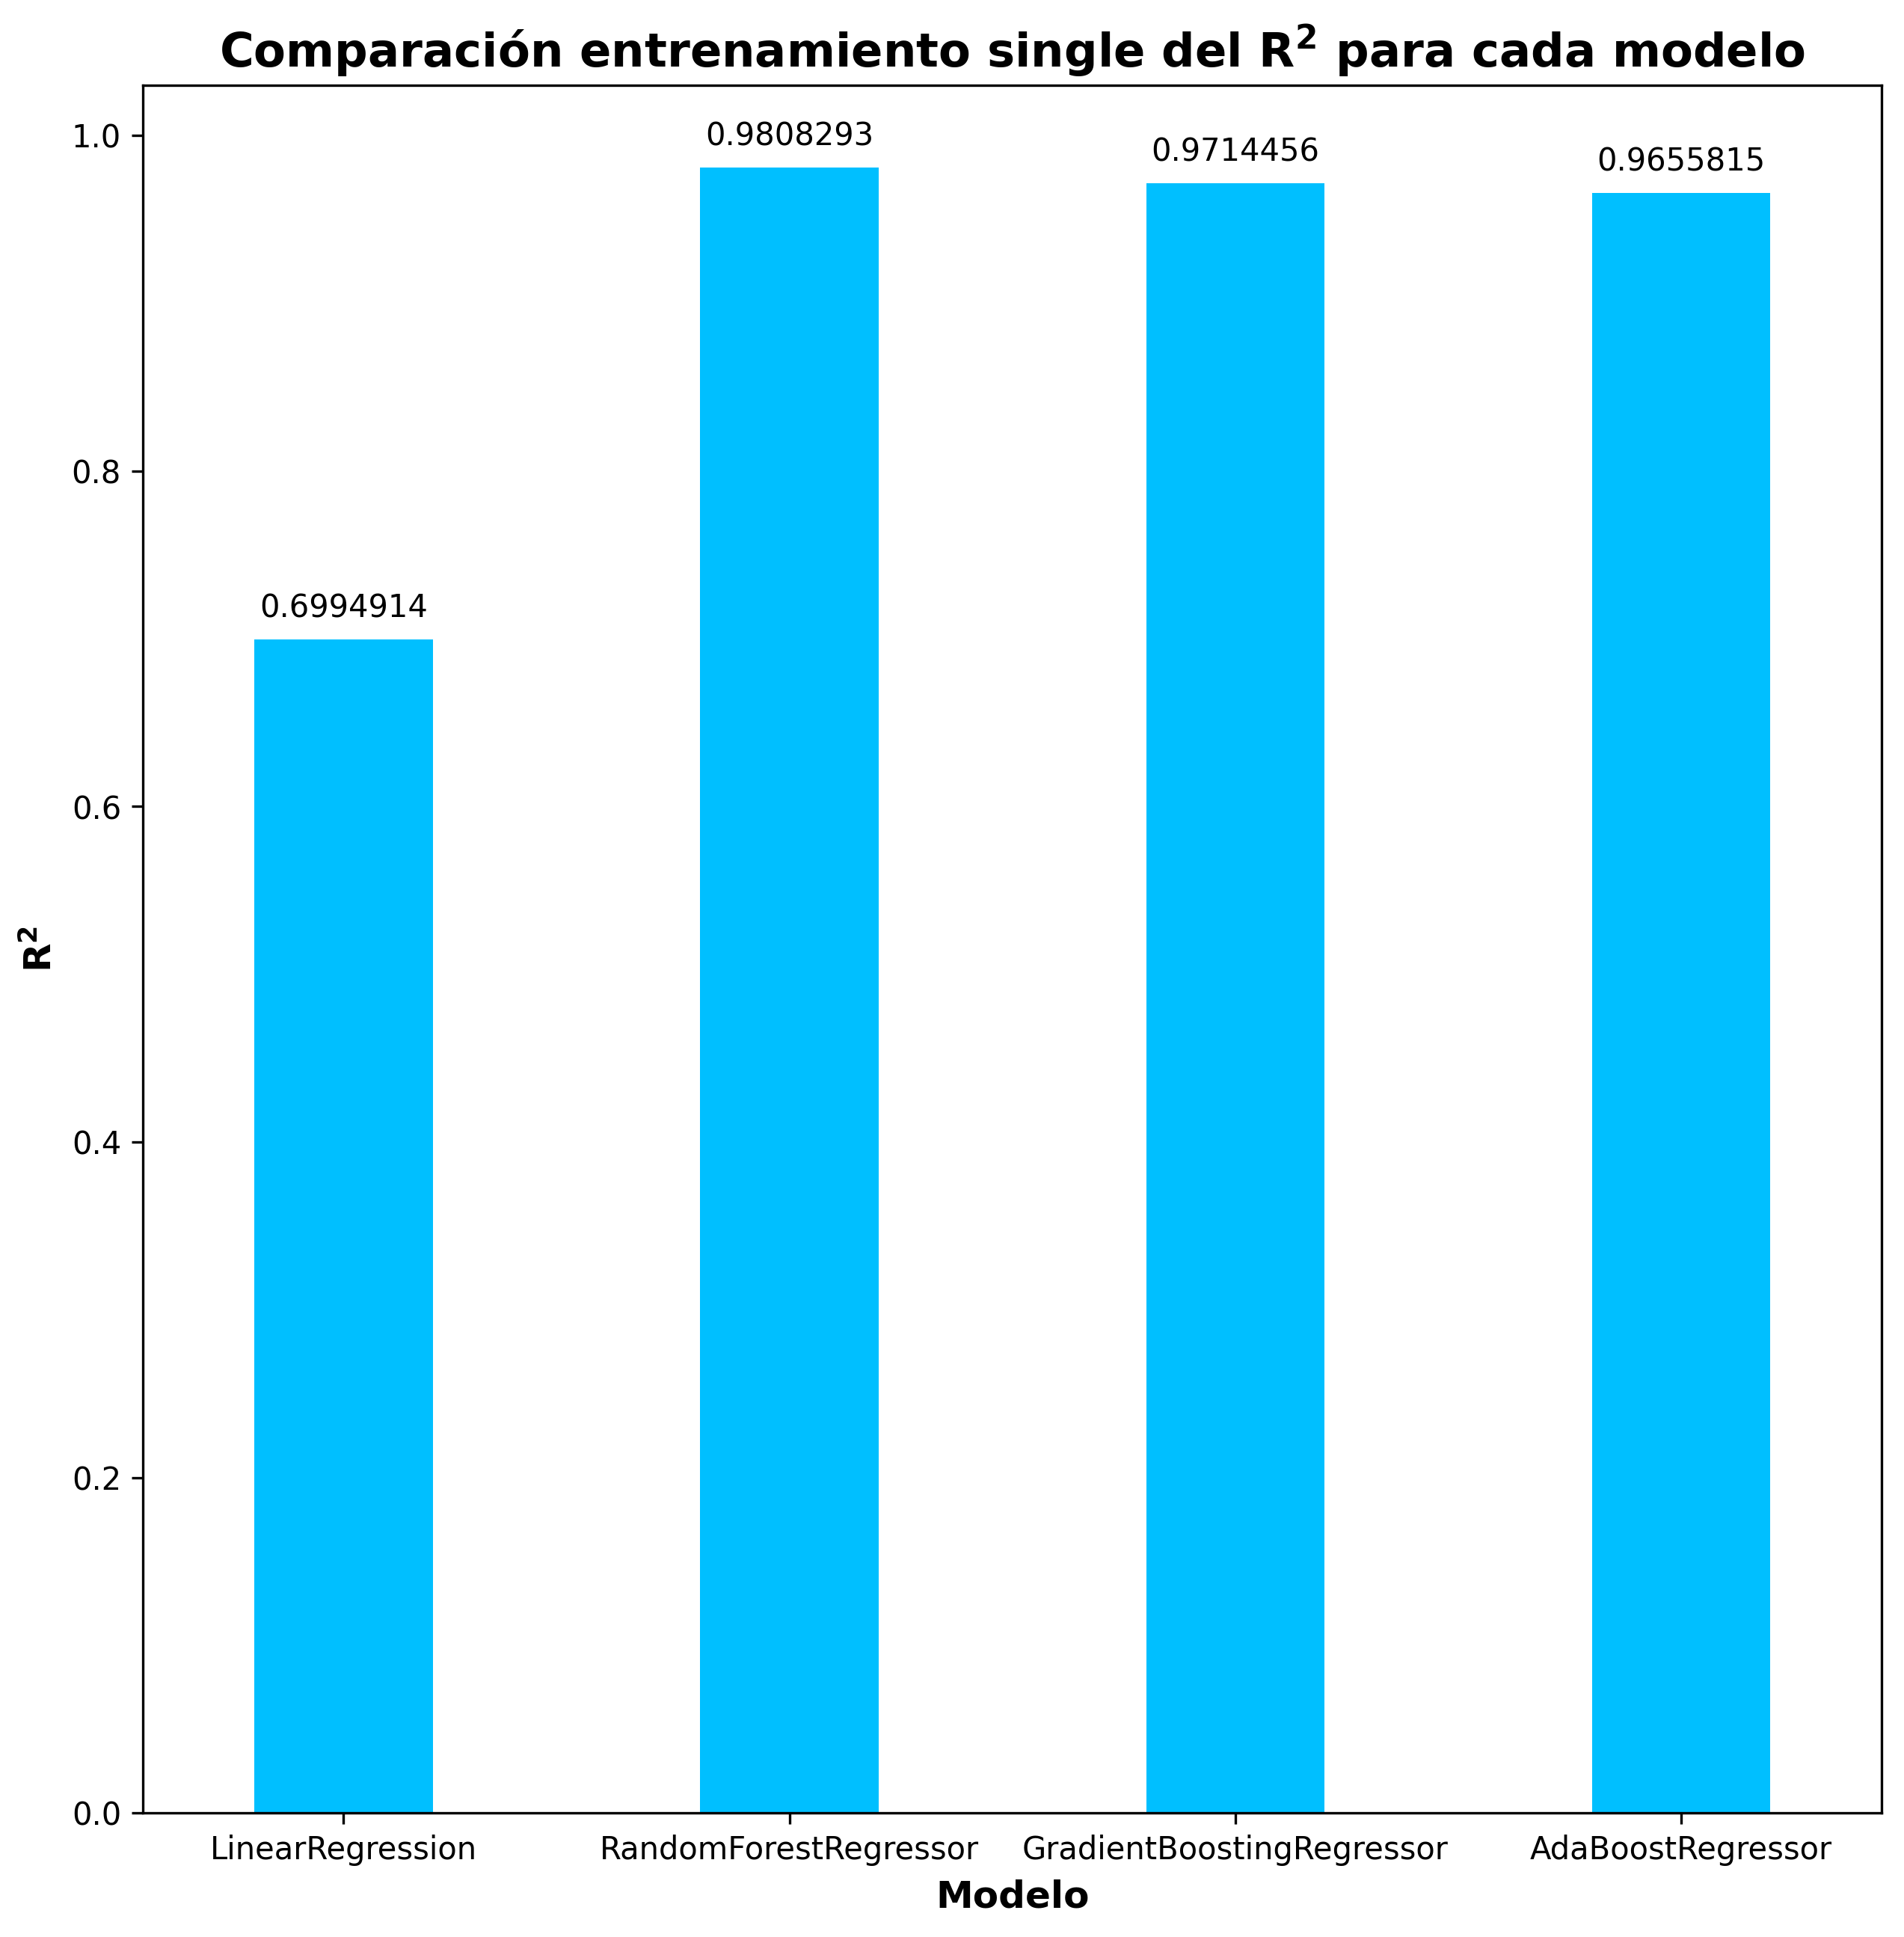 Comparación entrenamiento single del R² para cada modelo
1.0
0.8
0.6
0.4
0.2
0.0
R²
0.6994914
0.9808293
0.9714456
0.9655815
LinearRegression
RandomForestRegressor
GradientBoostingRegressor
AdaBoostRegressor
Modelo